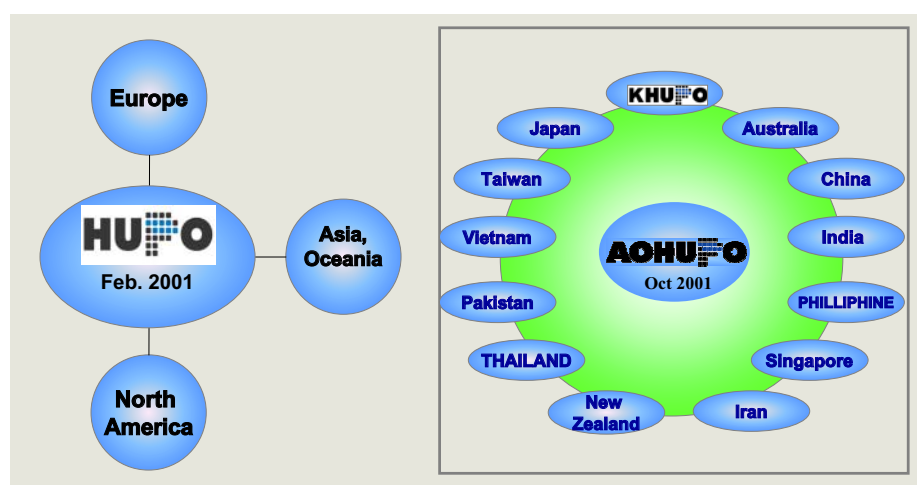 Europe
HUPO
Feb. 2001
Asia,
Oceania
North
America
KHUPO
Japan
Australia
Taiwan
China
Vietnam
India
AOHUPO
Oct 2001
Pakistan
PHILLIPHINE
THAILAND
Singapore
New
Zealand
Iran